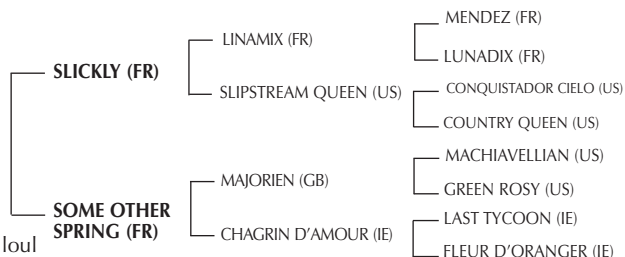 MENDEZ (FR)
LINAMIX (FR)
LUNADIX (FR)
SLICKLY (FR)
CONQUISTADOR CIELO (US)
SLIPSTREAM QUEEN (US)
COUNTRY QUEEN (US)
MACHIAVELLIAN (US)
MAJORIEN (GB)
GREEN ROSY (US)
SOME OTHER
SPRING (FR)
LAST TYCOON (IE)
CHAGRIN D'AMOUR (IE)
loul
FLEUR D'ORANGER (IE)